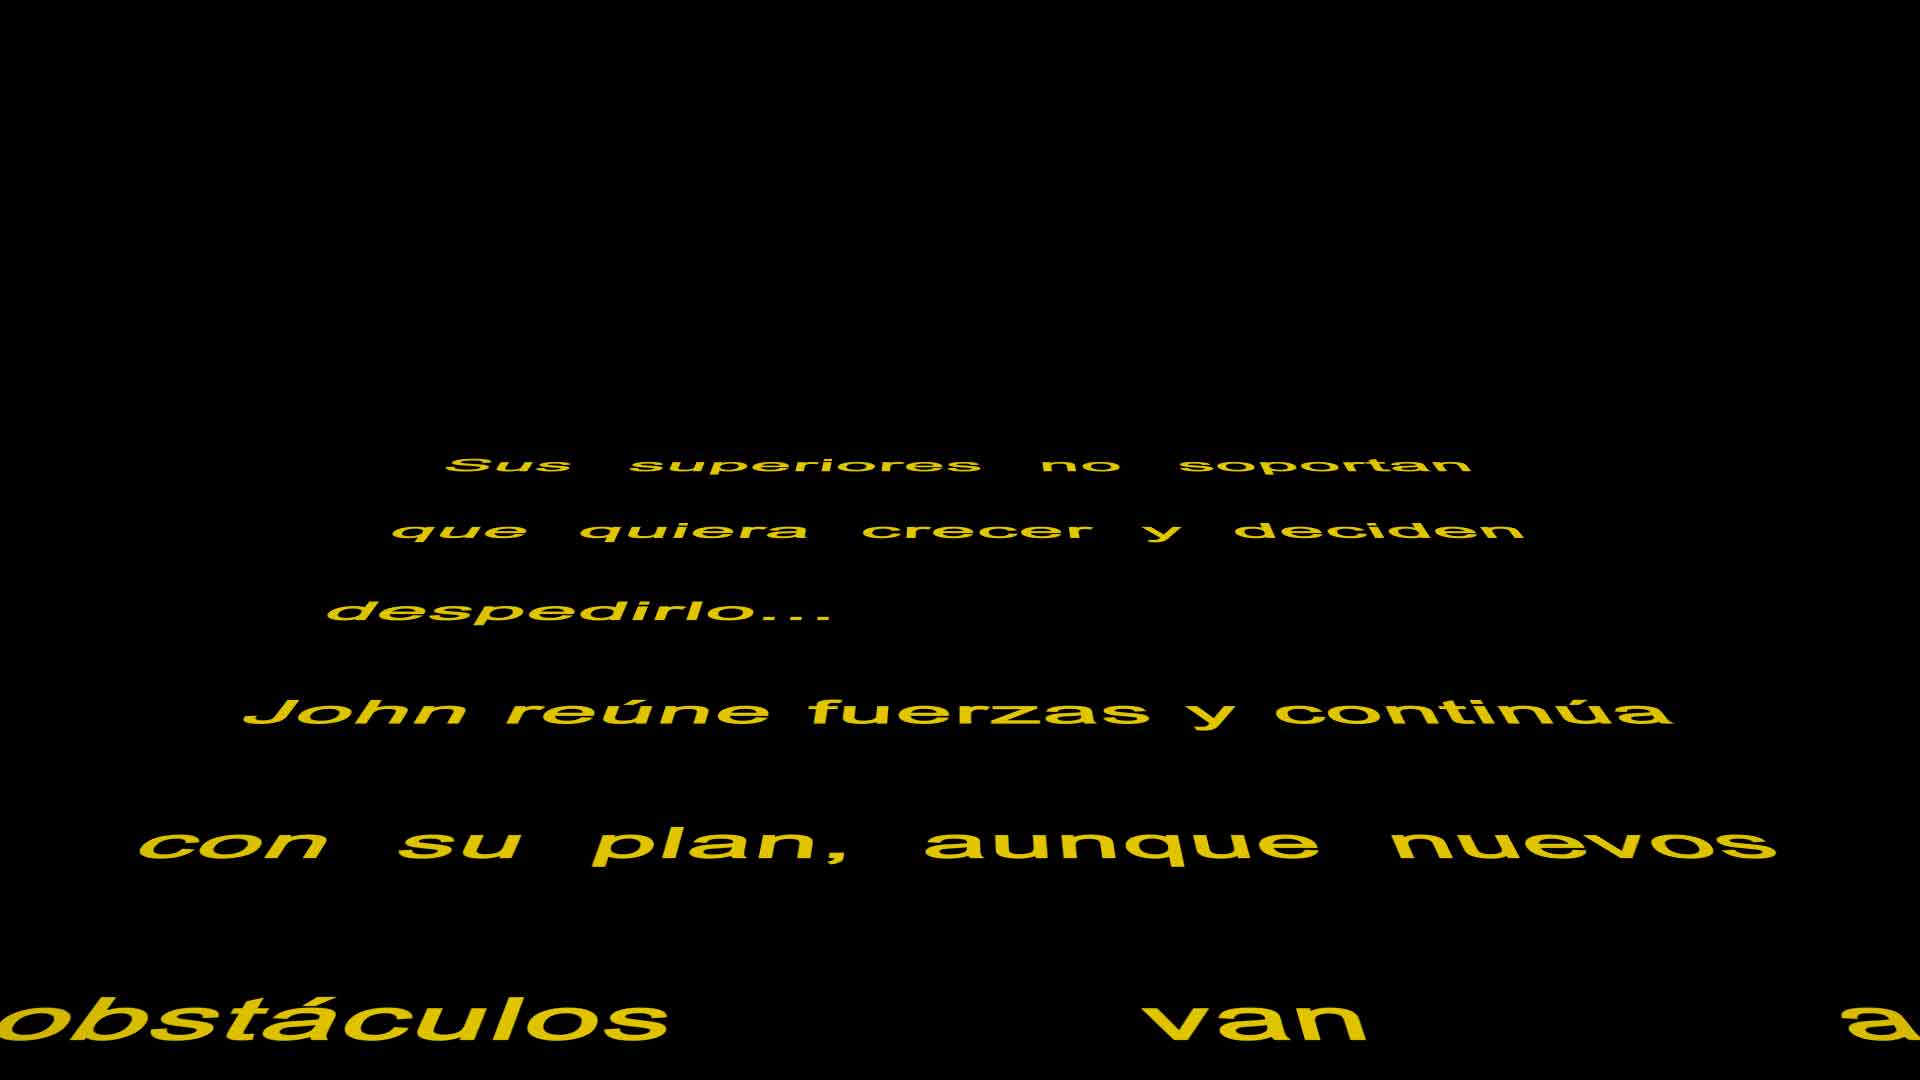 Sus superiores no soportan
que quiera crecer y deciden
despedirlo...
John reúne fuerzas y continúa
con su plan, aunque nuevos
obstáculos van a